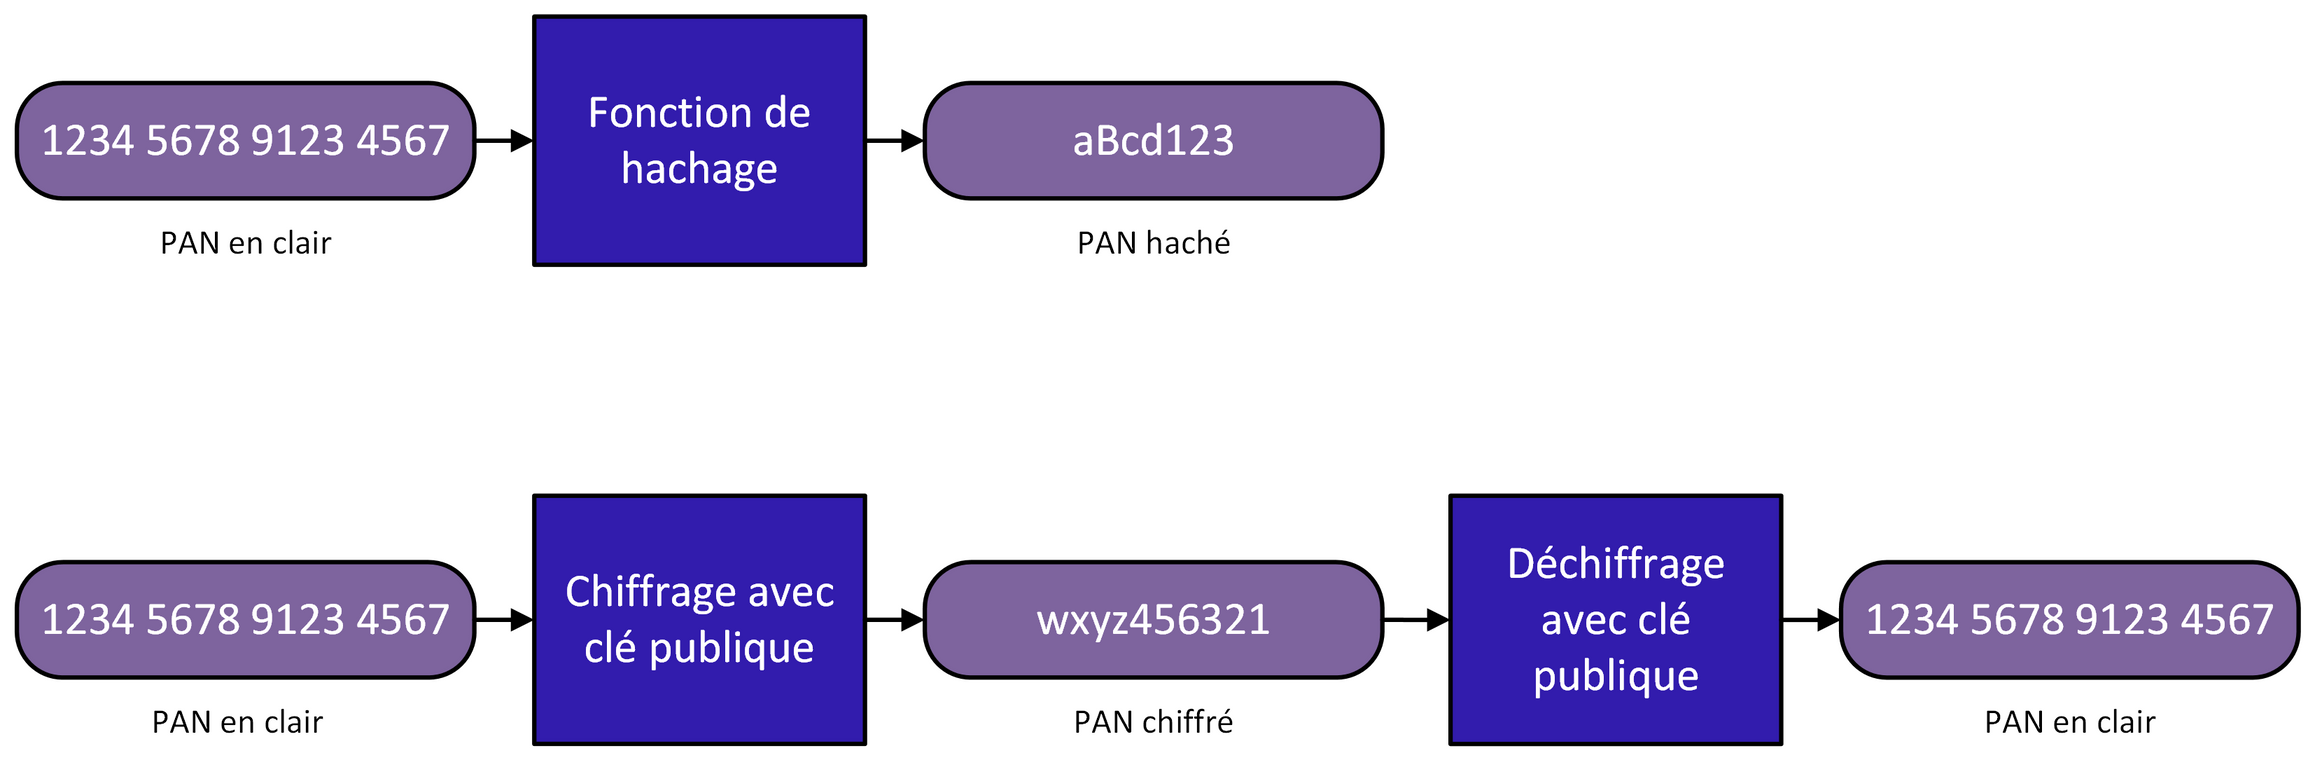 1234 5678 9123 4567
Fonction de
hachage
aBcd123
PAN en clair
PAN haché
1234 5678 9123 4567
Chiffrage avec
clé publique
wxyz456321
Déchiffrage
avec clé
publique
1234 5678 9123 4567
PAN en clair
PAN chiffré
PAN en clair